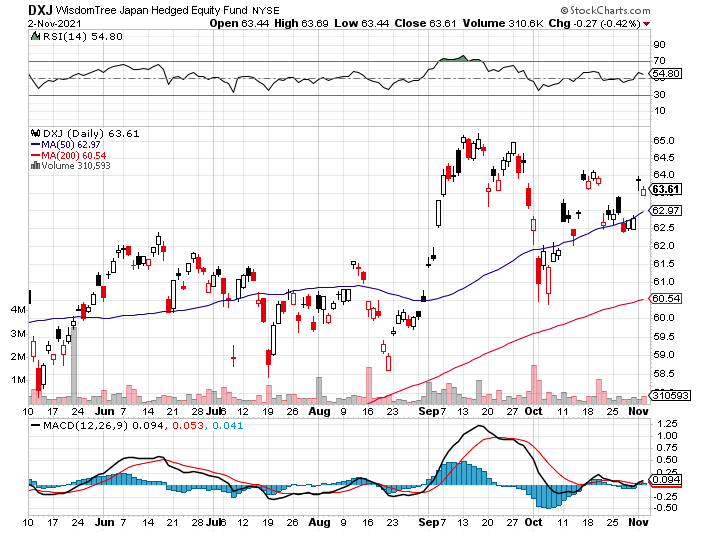 DXJ WisdomTree Japan Hedged Equity Fund NYSE © StockCharts.com
2-Nov-2021 Open 63.44 High 63.69 Low 63.44 Close 63.61 Volume 310.6K Chg -0.27 (-0.42%)
RSI(14) 54.80
90
70
54.80
30
10
DXJ (Daily) 63.61
MA(50) 62.97
MA(200) 60.54
Volume 310,593
65.0
64.5
64.0
63.61
62.97
62.5
62.0
61.5
61.0
60.54
60.0
59.5
59.0
58.5
310593
4M
3M
2M
1M
10 17 24 Jun 7 14 21 28 Jul 6 12 19 26 Aug 9 16 23 Sep 7 13 20 27 Oct 11 18 25 Nov
MACD(12,26,9) 0.094, 0.053, 0.041
1.25
1.00
0.75
0.50
0.094
-0.25
-0.50
10 17 24 Jun 7 14 21 28 Jul 6 12 19 26 Aug 9 16 23 Sep 7 13 20 27 Oct 11 18 25 Nov